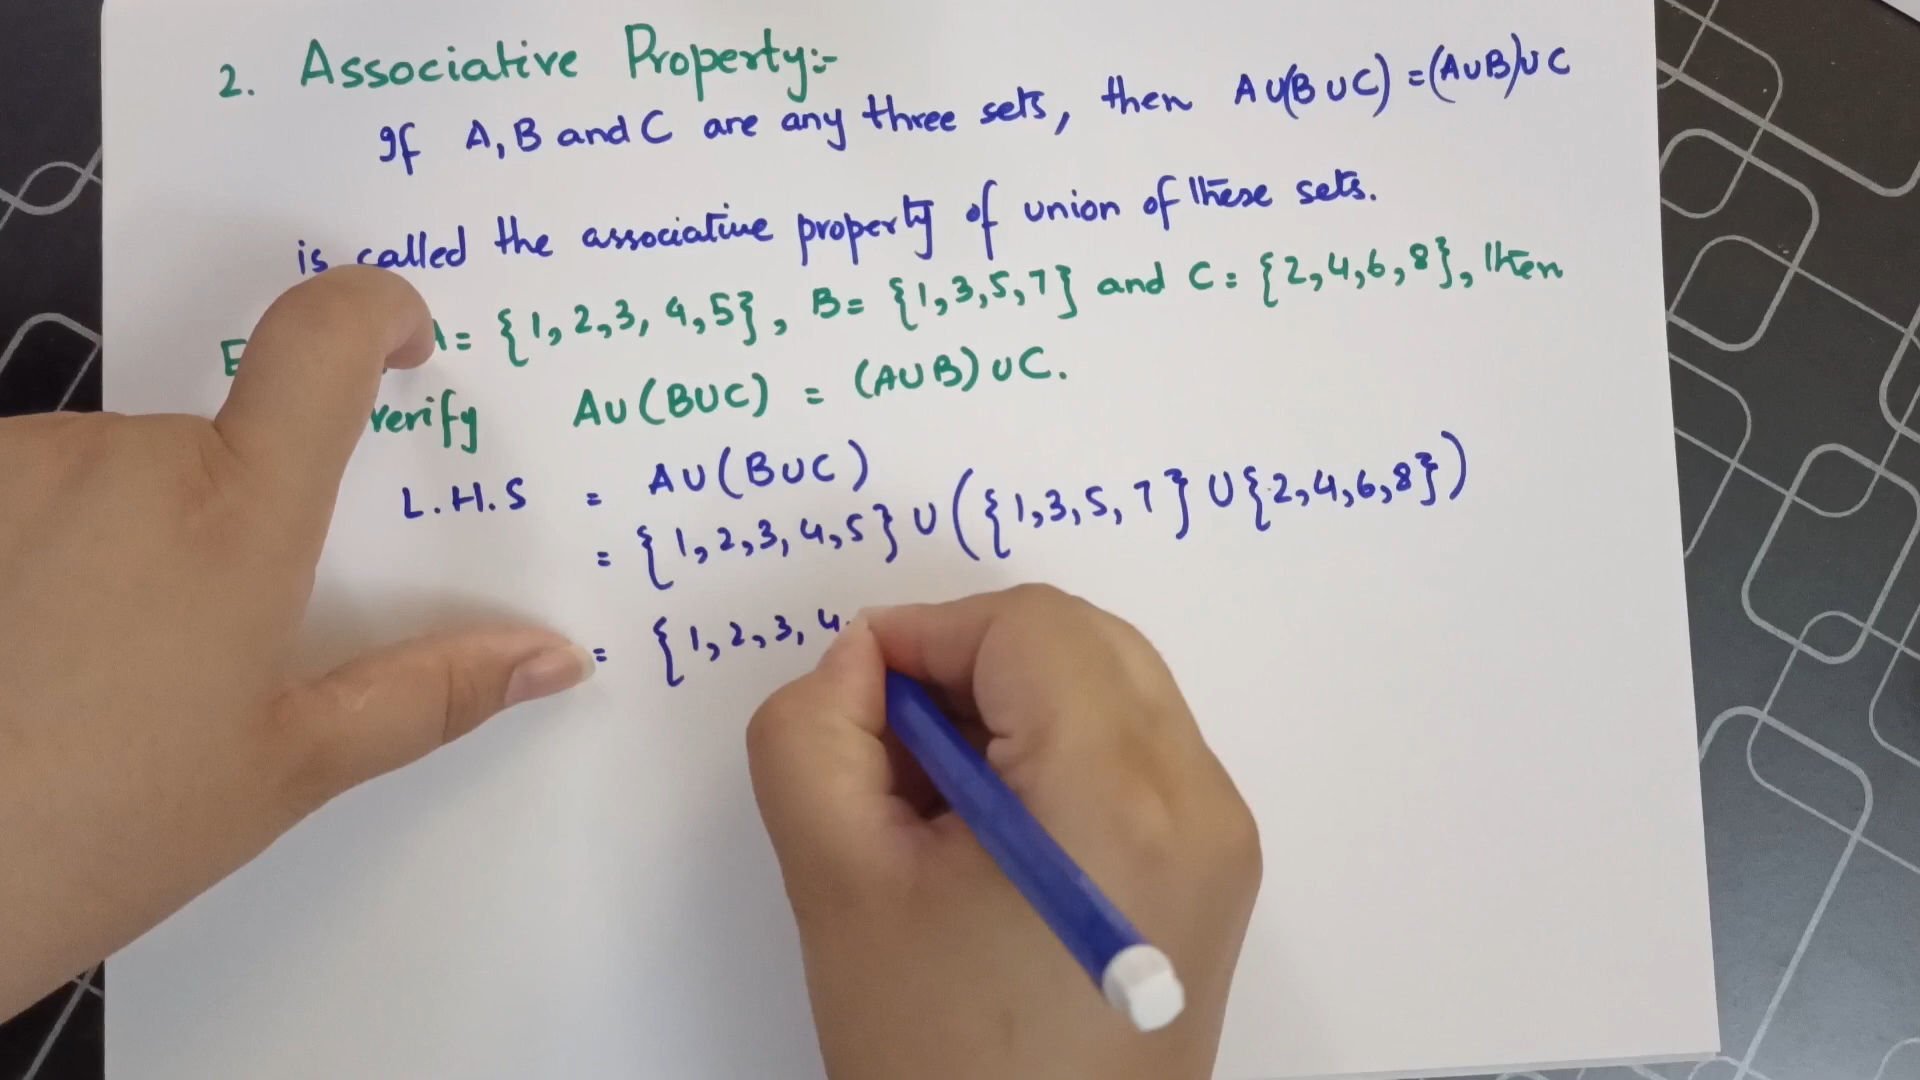 2. Associative Property:-
If A, B and C are any three sets, then A∪(B∪C) = (A∪B)∪C
is called the associative property of union of these sets.
A= {1, 2, 3, 4, 5}, B= {1, 3, 5, 7} and C= {2, 4, 6, 8}, then
verify A∪(B∪C) = (A∪B)∪C.
L.H.S = A∪(B∪C)
= {1, 2, 3, 4, 5} ∪ ({1, 3, 5, 7} ∪ {2, 4, 6, 8})
= {1, 2, 3, 4